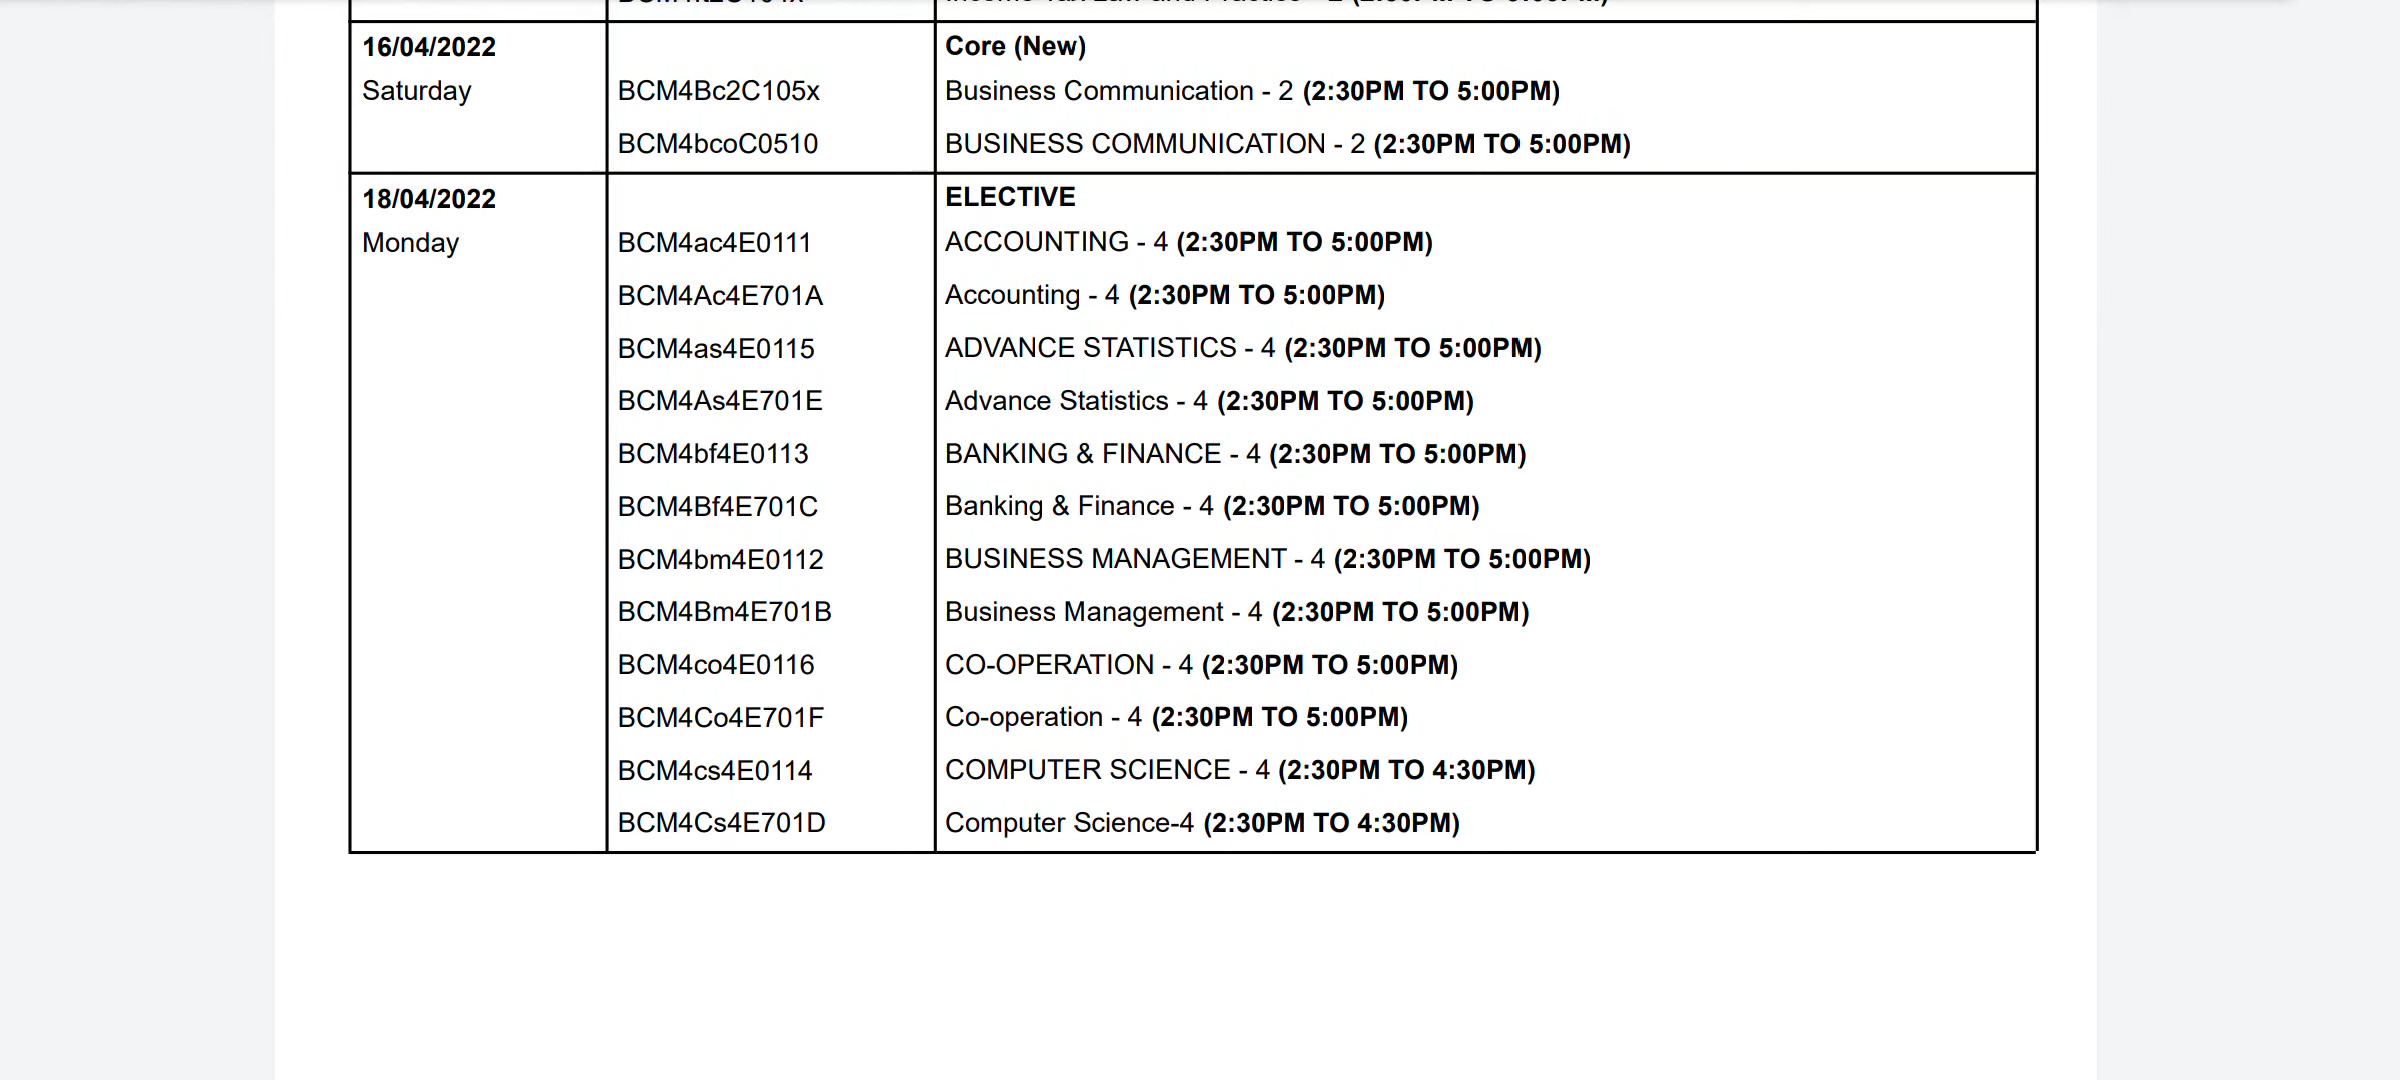 16/04/2022 Core (New)
Saturday BCM4Bc2C105x Business Communication - 2 (2:30PM TO 5:00PM)
BCM4bcoC0510 BUSINESS COMMUNICATION - 2 (2:30PM TO 5:00PM)
18/04/2022 ELECTIVE
Monday BCM4ac4E0111 ACCOUNTING - 4 (2:30PM TO 5:00PM)
BCM4Ac4E701A Accounting - 4 (2:30PM TO 5:00PM)
BCM4as4E0115 ADVANCE STATISTICS - 4 (2:30PM TO 5:00PM)
BCM4As4E701E Advance Statistics - 4 (2:30PM TO 5:00PM)
BCM4bf4E0113 BANKING & FINANCE - 4 (2:30PM TO 5:00PM)
BCM4Bf4E701C Banking & Finance - 4 (2:30PM TO 5:00PM)
BCM4bm4E0112 BUSINESS MANAGEMENT - 4 (2:30PM TO 5:00PM)
BCM4Bm4E701B Business Management - 4 (2:30PM TO 5:00PM)
BCM4co4E0116 CO-OPERATION - 4 (2:30PM TO 5:00PM)
BCM4Co4E701F Co-operation - 4 (2:30PM TO 5:00PM)
BCM4cs4E0114 COMPUTER SCIENCE - 4 (2:30PM TO 4:30PM)
BCM4Cs4E701D Computer Science-4 (2:30PM TO 4:30PM)